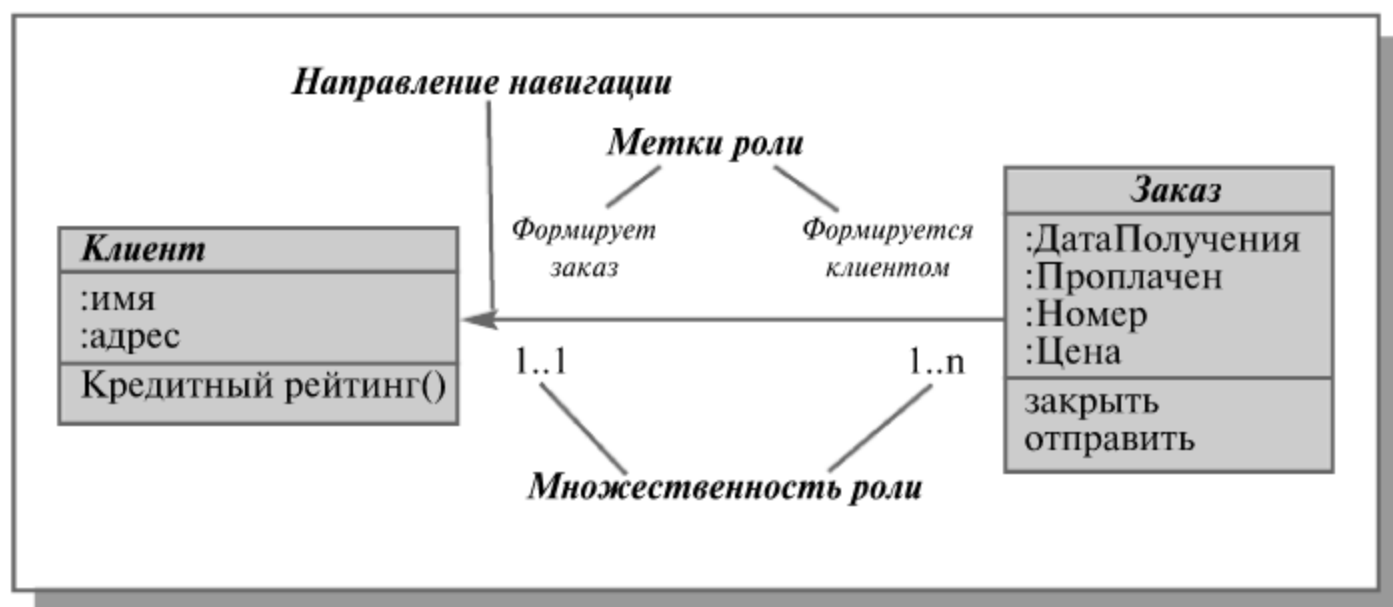 Направление навигации
Метки роли
Формирует
заказ
Формируется
клиентом
Клиент
:имя
:адрес
Кредитный рейтинг()
Заказ
:ДатаПолучения
:Проплачен
:Номер
:Цена
закрыть
отправить
1..1
1..n
Множественность роли